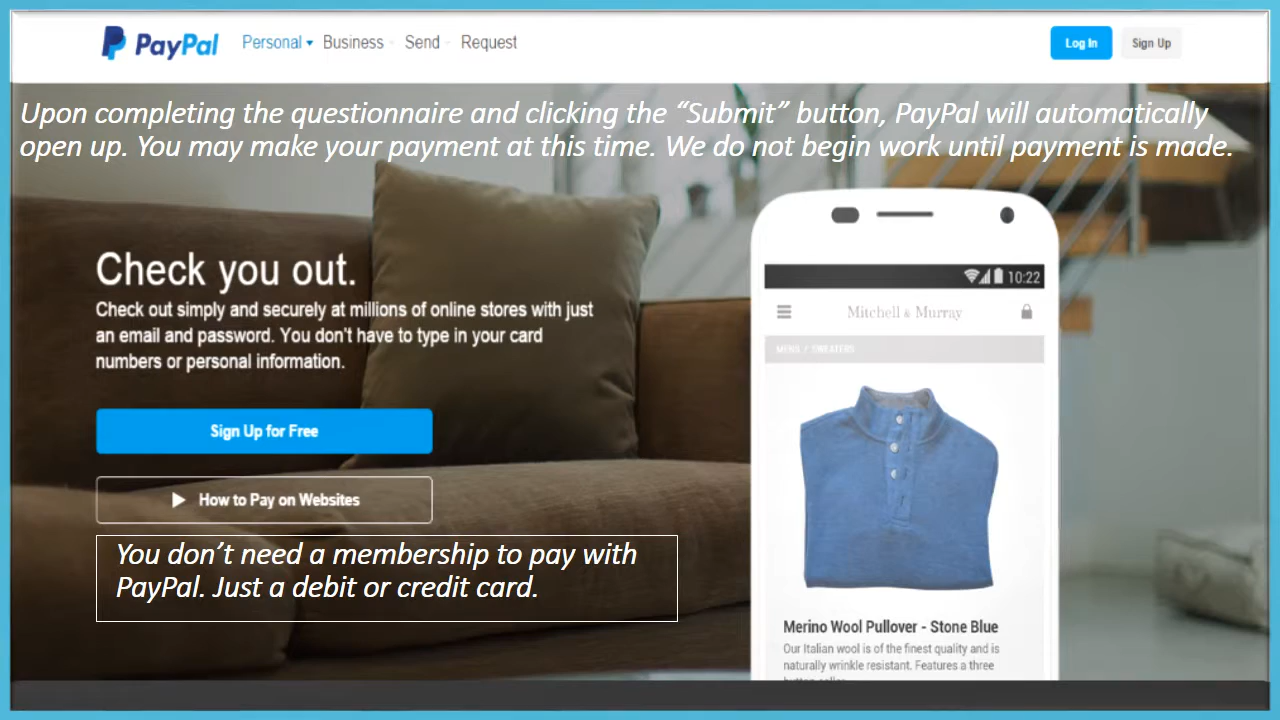 PayPal
Personal Business Send Request
Log In
Sign Up
Upon completing the questionnaire and clicking the “Submit” button, PayPal will automatically
open up. You may make your payment at this time. We do not begin work until payment is made.
Check you out.
Check out simply and securely at millions of online stores with just
an email and password. You don't have to type in your card
numbers or personal information.
Sign Up for Free
How to Pay on Websites
You don’t need a membership to pay with
PayPal. Just a debit or credit card.
10:22
Mitchell & Murray
MENS / SWEATERS
Merino Wool Pullover - Stone Blue
Our Italian wool is of the finest quality and is
naturally wrinkle resistant. Features a three